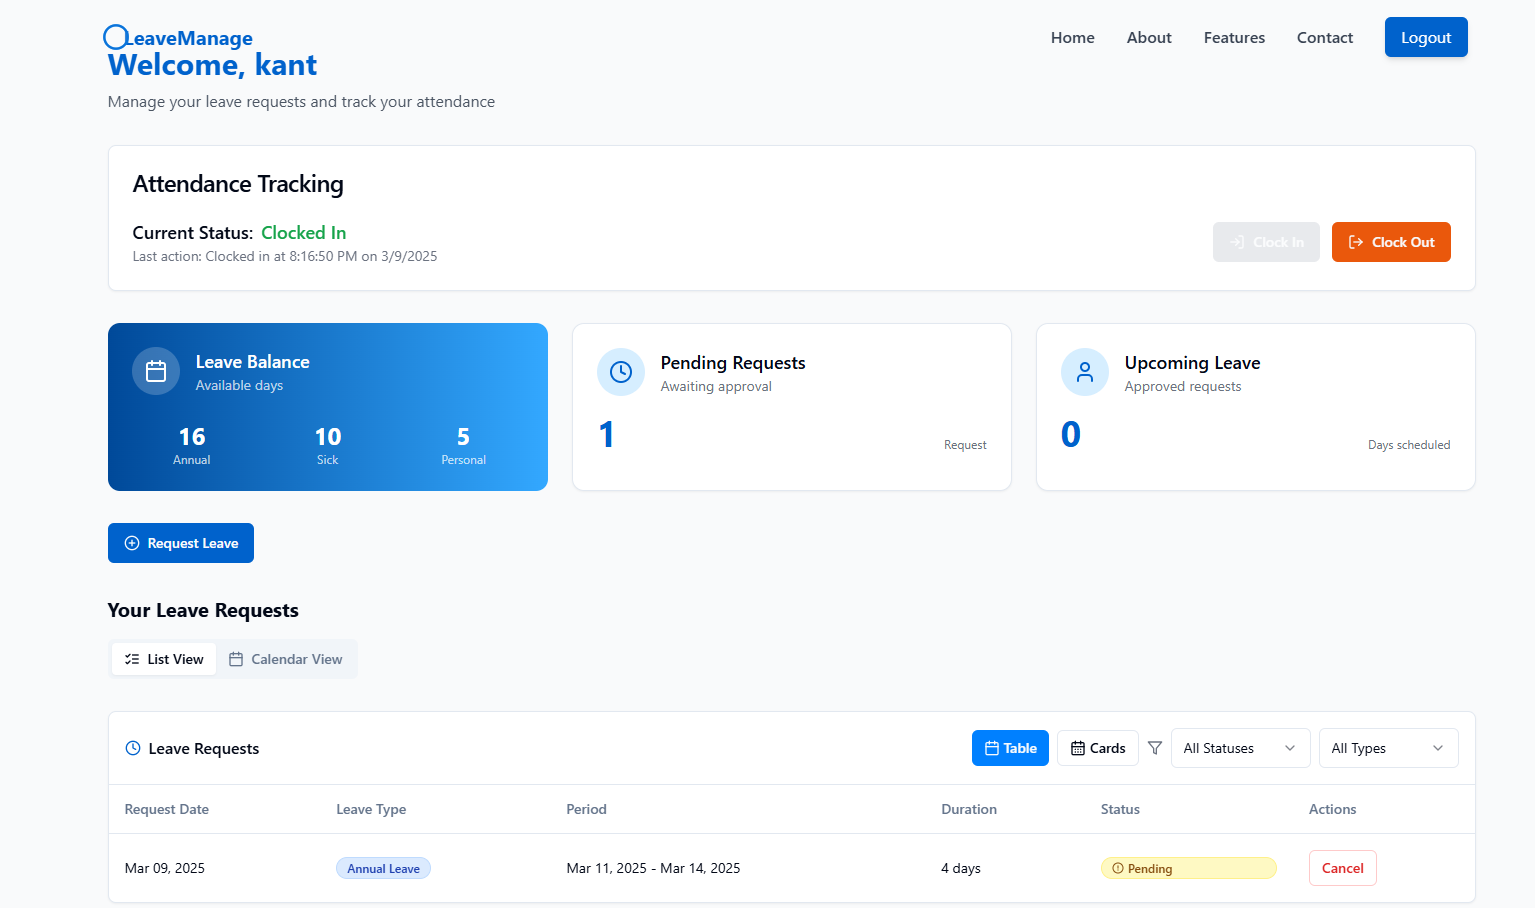 LeaveManage
Home About Features Contact Logout
Welcome, kant
Manage your leave requests and track your attendance
Attendance Tracking
Current Status: Clocked In
Last action: Clocked in at 8:16:50 PM on 3/9/2025
Clock In Clock Out
Leave Balance
Available days
16 10 5
Annual Sick Personal
Pending Requests
Awaiting approval
1
Request
Upcoming Leave
Approved requests
0
Days scheduled
Request Leave
Your Leave Requests
List View Calendar View
Leave Requests Table Cards All Statuses All Types
Request Date Leave Type Period Duration Status Actions
Mar 09, 2025 Annual Leave Mar 11, 2025 - Mar 14, 2025 4 days Pending Cancel